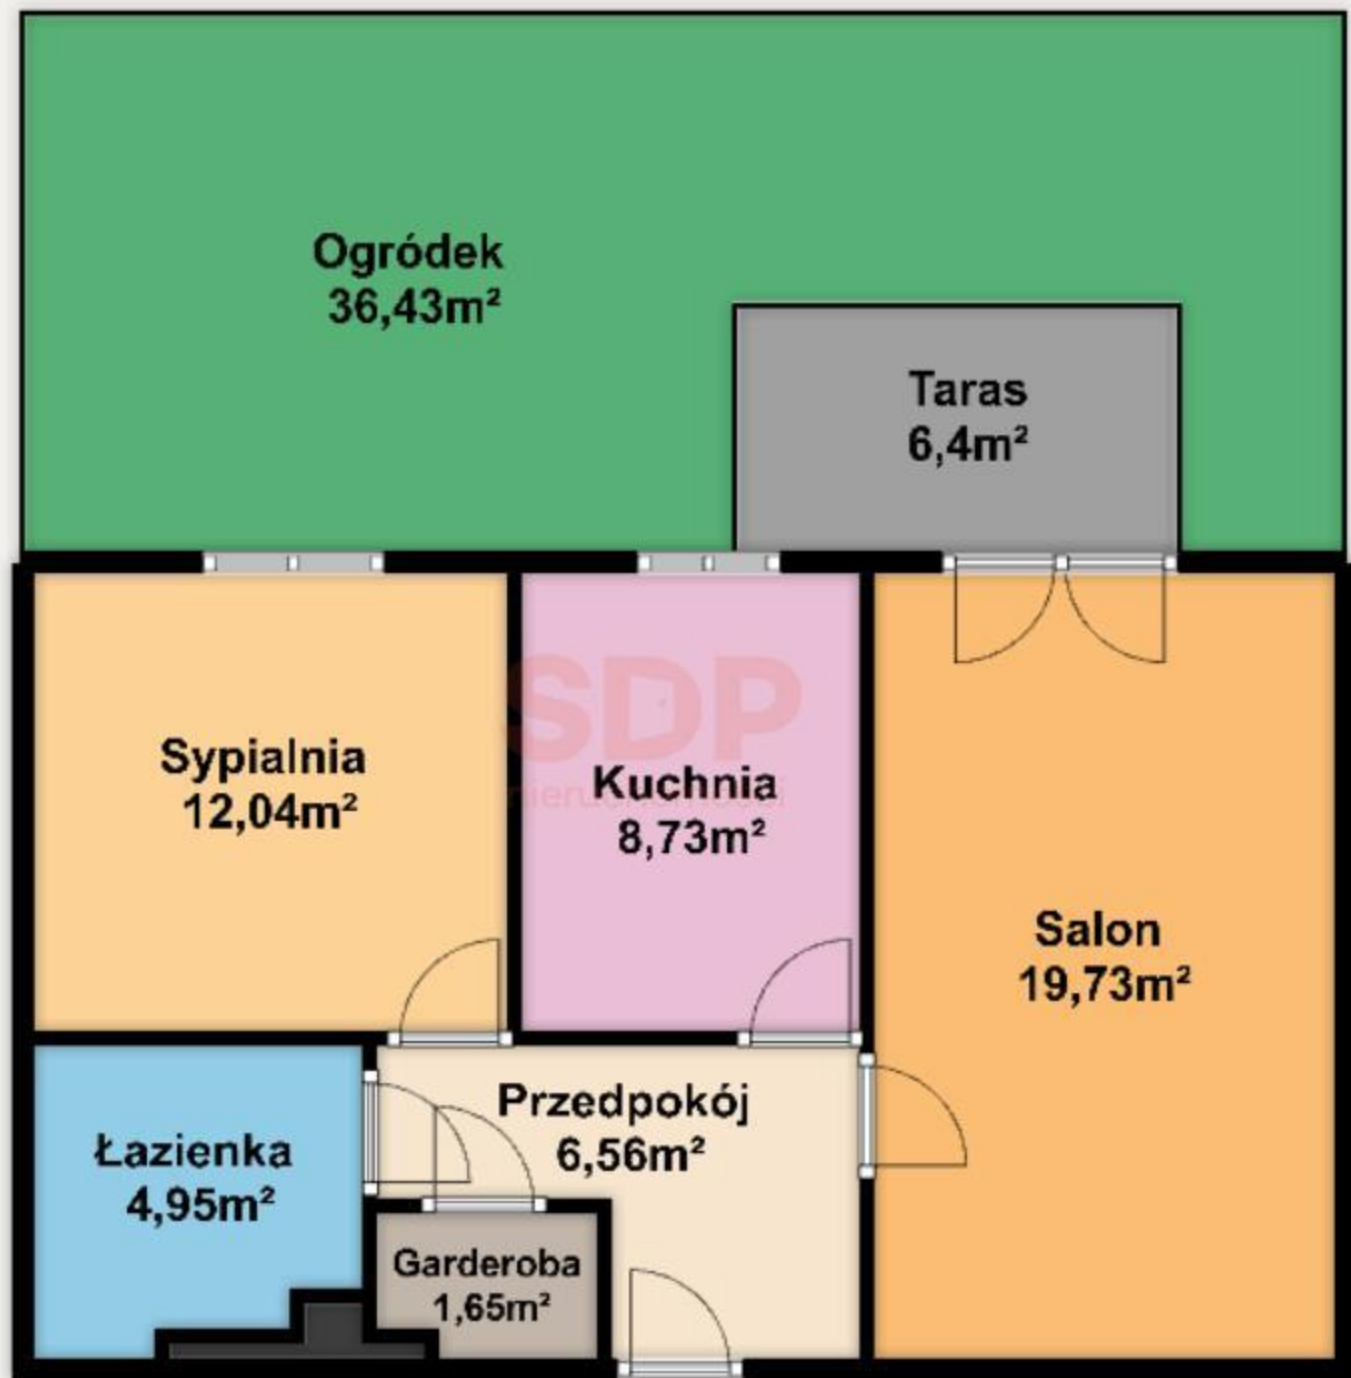 Ogródek
36,43m²
Taras
6,4m²
SDP
nieruchomości
Sypialnia
12,04m²
Kuchnia
8,73m²
Salon
19,73m²
Przedpokój
6,56m²
Łazienka
4,95m²
Garderoba
1,65m²